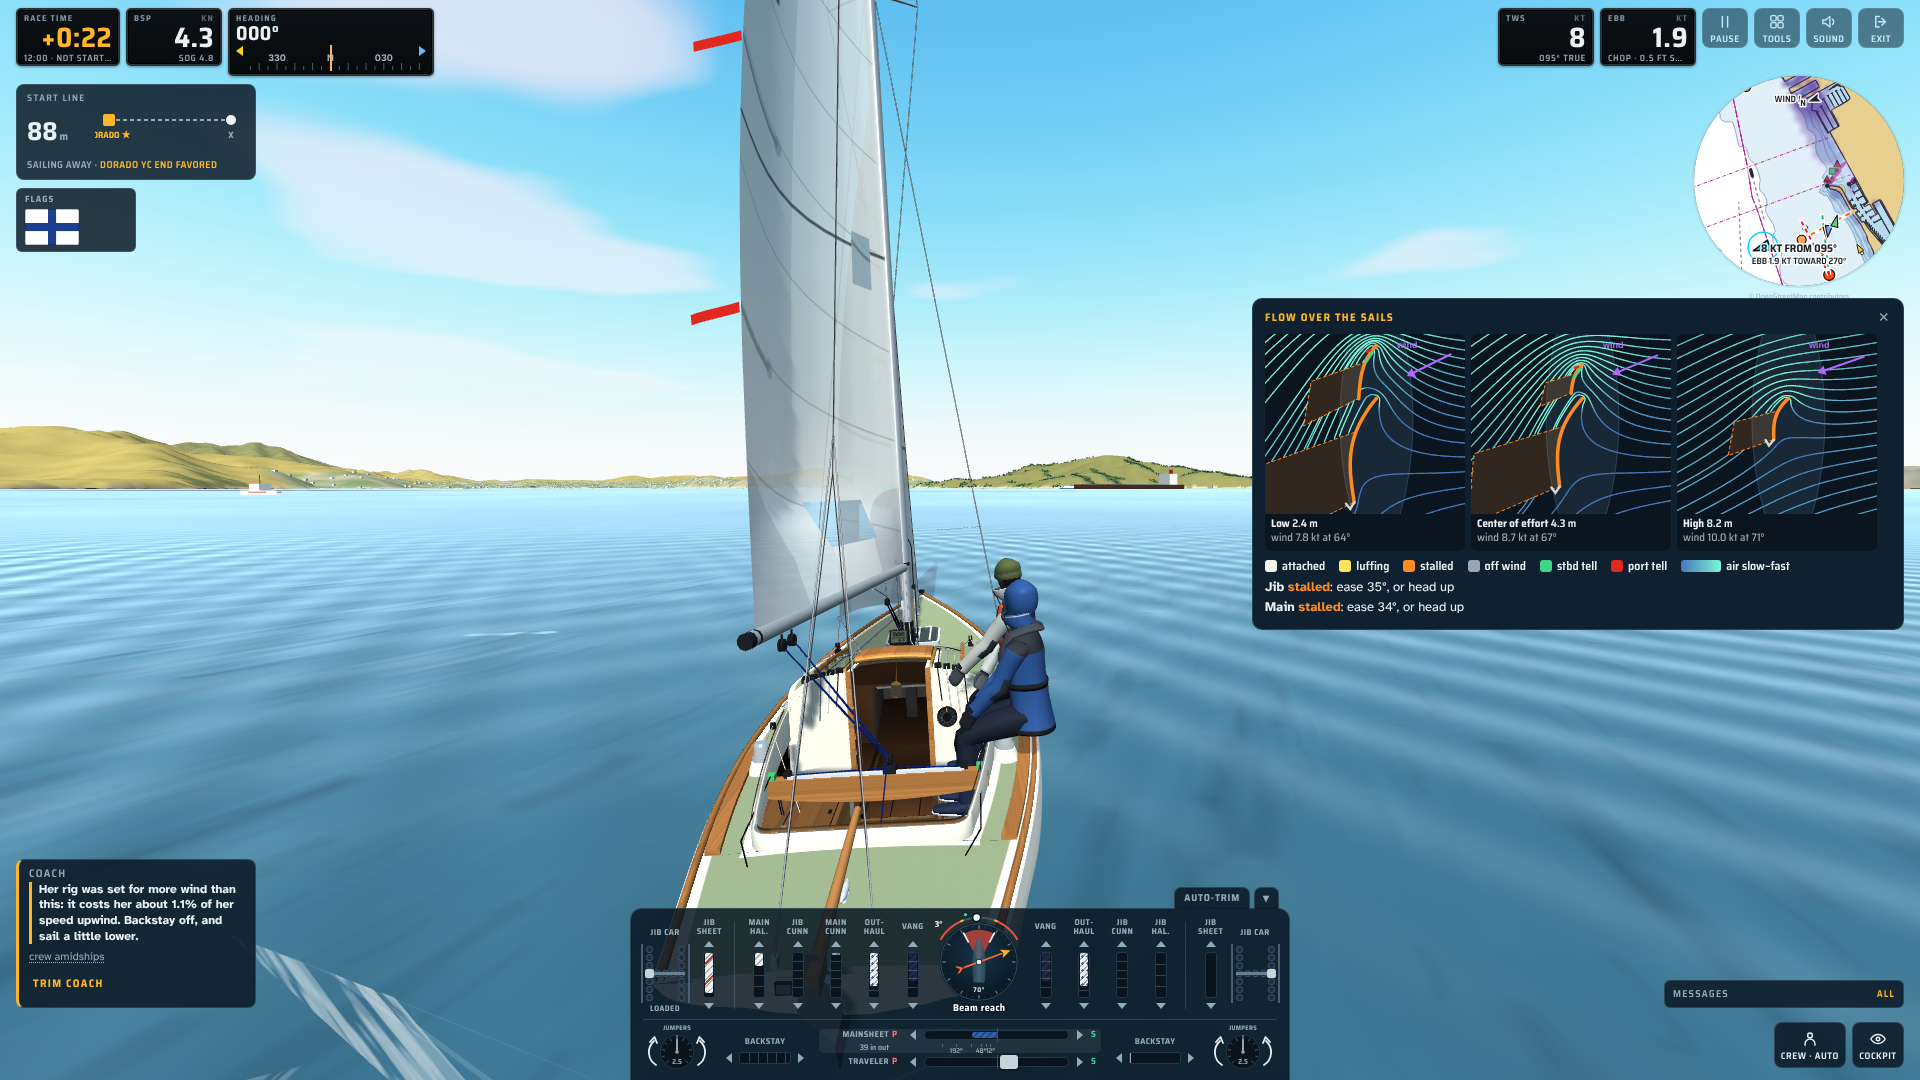 RACE TIME
+0:22
12:00 · NOT START...
BSP KN
4.3
SOG 4.8
HEADING
000°
330 N 030
TWS KT
8
095° TRUE
EBB KT
1.9
CHOP · 0.5 FT S...
PAUSE
TOOLS
SOUND
EXIT
START LINE
88 m
RADO ★ X
SAILING AWAY · DORADO YC END FAVORED
FLAGS
WIND
N
8 KT FROM 095°
EBB 1.9 KT TOWARD 270°
© OpenStreetMap contributors
FLOW OVER THE SAILS
wind
wind
wind
Low 2.4 m
wind 7.8 kt at 64°
Center of effort 4.3 m
wind 8.7 kt at 67°
High 8.2 m
wind 10.0 kt at 71°
attached luffing stalled off wind stbd tell port tell air slow–fast
Jib stalled: ease 35°, or head up
Main stalled: ease 34°, or head up
COACH
Her rig was set for more wind than
this: it costs her about 1.1% of her
speed upwind. Backstay off, and
sail a little lower.
crew amidships
TRIM COACH
AUTO-TRIM ▼
JIB CAR
LOADED
JIB SHEET
MAIN HAL.
JIB CUNN
MAIN CUNN
OUT-HAUL
VANG
3°
70°
Beam reach
VANG
OUT-HAUL
JIB CUNN
JIB HAL.
JIB SHEET
JIB CAR
JUMPERS
2.5
BACKSTAY
MAINSHEET P S
39 in out
192° 48°12°
TRAVELER P S
BACKSTAY
JUMPERS
2.5
MESSAGES ALL
CREW · AUTO
COCKPIT